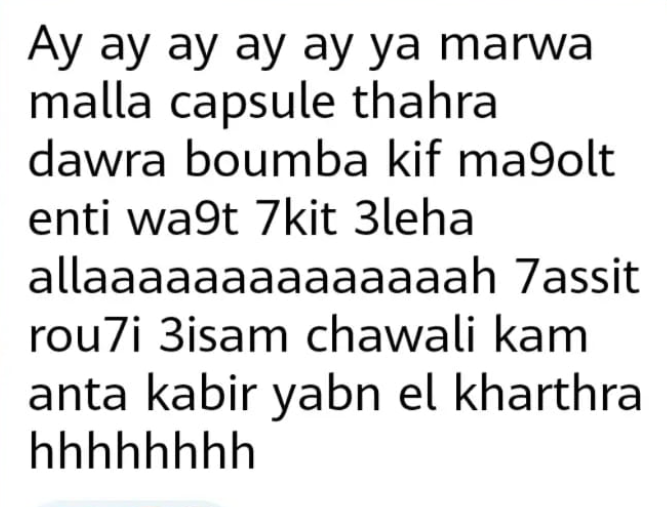 Ay ay ay ay ay ya marwa
malla capsule thahra
dawra boumba kif ma9olt
enti wa9t 7kit 3leha
allaaaaaaaaaaaaaaah 7assit
rou7i 3isam chawali kam
anta kabir yabn el kharthra
hhhhhhhh